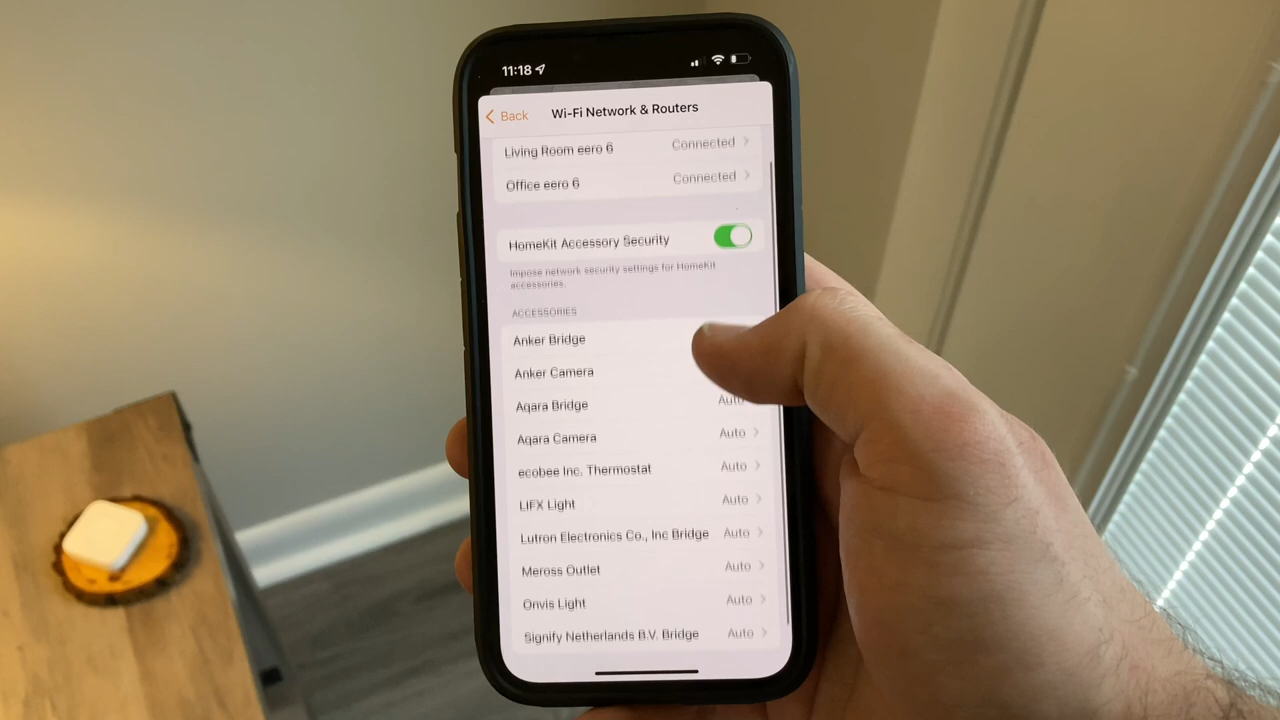 11:18
Back Wi-Fi Network & Routers
Living Room eero 6 Connected
Office eero 6 Connected
HomeKit Accessory Security
Impose network security settings for HomeKit
accessories.
ACCESSORIES
Anker Bridge
Anker Camera
Aqara Bridge Auto
Aqara Camera Auto
ecobee Inc. Thermostat Auto
LIFX Light Auto
Lutron Electronics Co., Inc Bridge Auto
Meross Outlet Auto
Onvis Light Auto
Signify Netherlands B.V. Bridge Auto